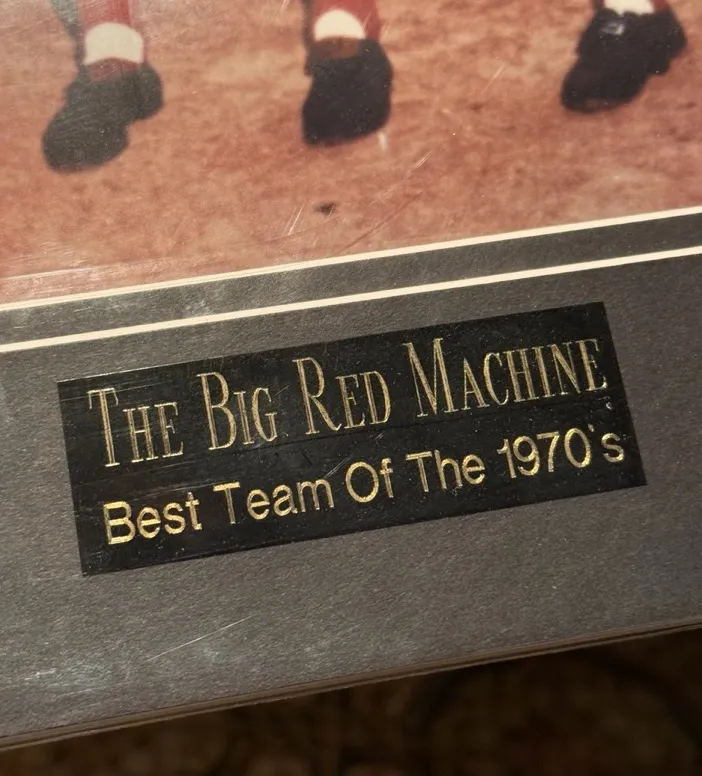 THE BIG RED MACHINE
Best Team Of The 1970's